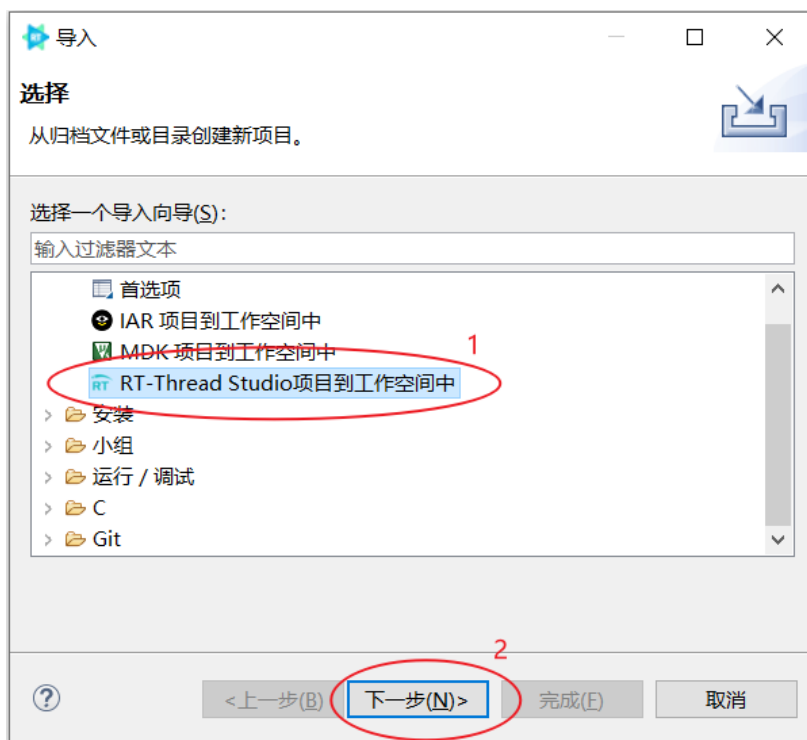 导入
选择
从归档文件或目录创建新项目。
选择一个导入向导(S):
输入过滤器文本
首选项
IAR 项目到工作空间中
MDK 项目到工作空间中
1
RT RT-Thread Studio项目到工作空间中
安装
小组
运行 / 调试
C
Git
2
<上一步(B) 下一步(N)> 完成(F) 取消